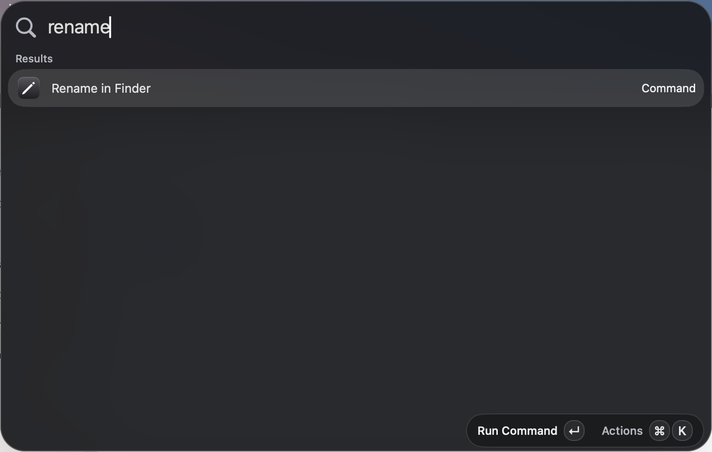 rename
Results
Rename in Finder Command
Run Command ↵ Actions ⌘ K